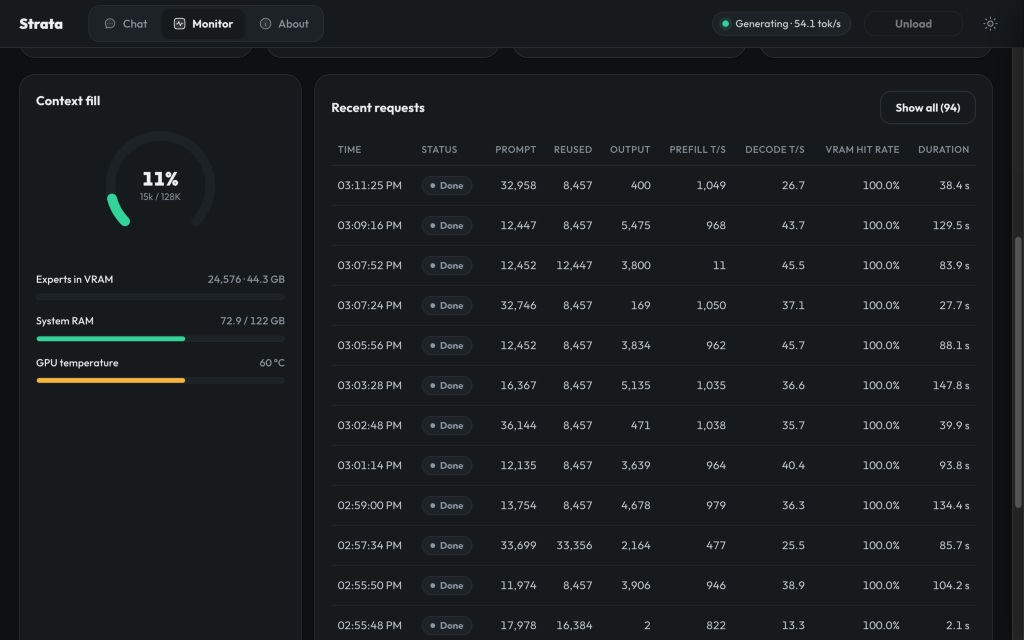 Strata
Chat
Monitor
About
Generating · 54.1 tok/s
Unload
Context fill
11%
15k / 128K
Experts in VRAM 24,576 · 44.3 GB
System RAM 72.9 / 122 GB
GPU temperature 60 °C
Recent requests
Show all (94)
TIME STATUS PROMPT REUSED OUTPUT PREFILL T/S DECODE T/S VRAM HIT RATE DURATION
03:11:25 PM Done 32,958 8,457 400 1,049 26.7 100.0% 38.4 s
03:09:16 PM Done 12,447 8,457 5,475 968 43.7 100.0% 129.5 s
03:07:52 PM Done 12,452 12,447 3,800 11 45.5 100.0% 83.9 s
03:07:24 PM Done 32,746 8,457 169 1,050 37.1 100.0% 27.7 s
03:05:56 PM Done 12,452 8,457 3,834 962 45.7 100.0% 88.1 s
03:03:28 PM Done 16,367 8,457 5,135 1,035 36.6 100.0% 147.8 s
03:02:48 PM Done 36,144 8,457 471 1,038 35.7 100.0% 39.9 s
03:01:14 PM Done 12,135 8,457 3,639 964 40.4 100.0% 93.8 s
02:59:00 PM Done 13,754 8,457 4,678 979 36.3 100.0% 134.4 s
02:57:34 PM Done 33,699 33,356 2,164 477 25.5 100.0% 85.7 s
02:55:50 PM Done 11,974 8,457 3,906 946 38.9 100.0% 104.2 s
02:55:48 PM Done 17,978 16,384 2 822 13.3 100.0% 2.1 s